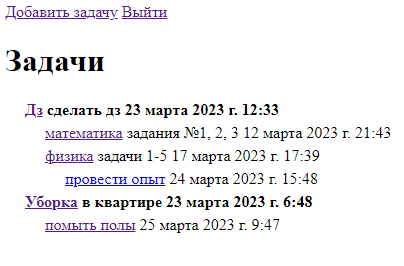 Добавить задачу Выйти
Задачи
Дз сделать дз 23 марта 2023 г. 12:33
математика задания №1, 2, 3 12 марта 2023 г. 21:43
физика задачи 1-5 17 марта 2023 г. 17:39
провести опыт 24 марта 2023 г. 15:48
Уборка в квартире 23 марта 2023 г. 6:48
помыть полы 25 марта 2023 г. 9:47